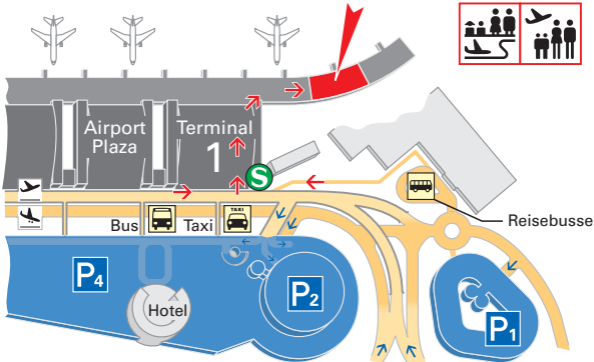 Airport
Plaza
Terminal
1
S
Bus
Taxi
TAXI
Reisebusse
P4
P2
Hotel
P1